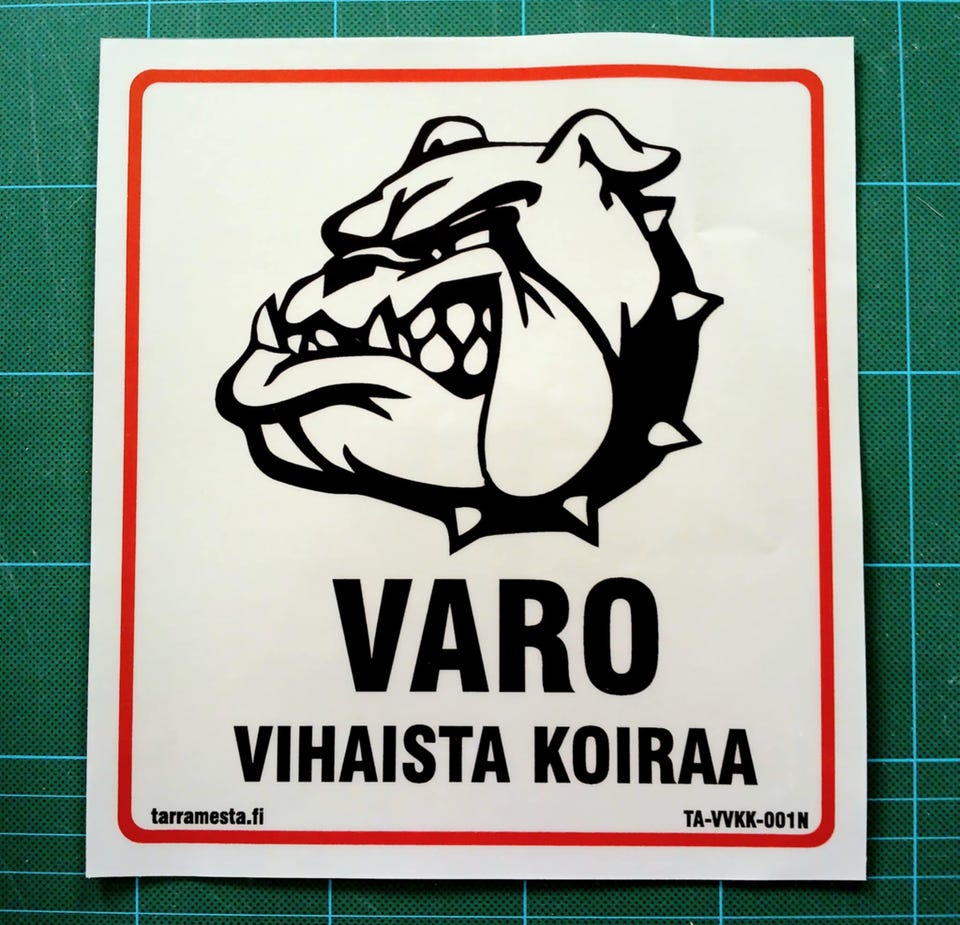 VARO
VIHAISTA KOIRAA
tarramesta.fi
TA-VVKK-001N